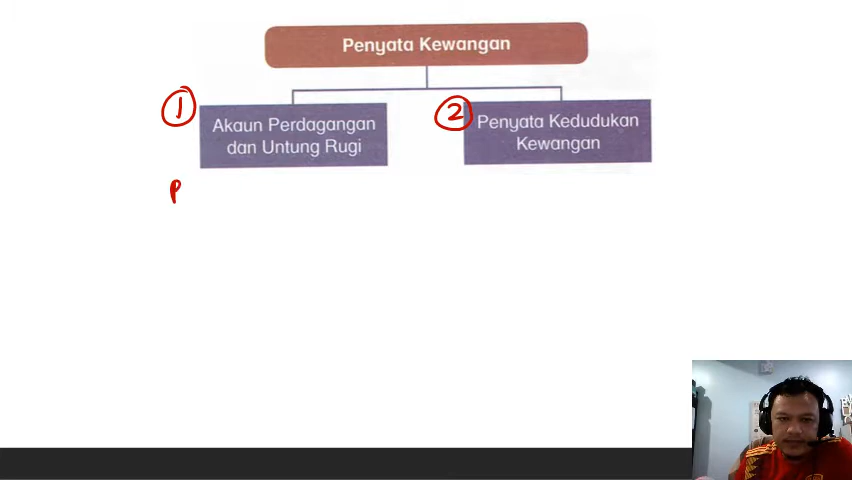 Penyata Kewangan
1
Akaun Perdagangan
dan Untung Rugi
2
Penyata Kedudukan
Kewangan
P